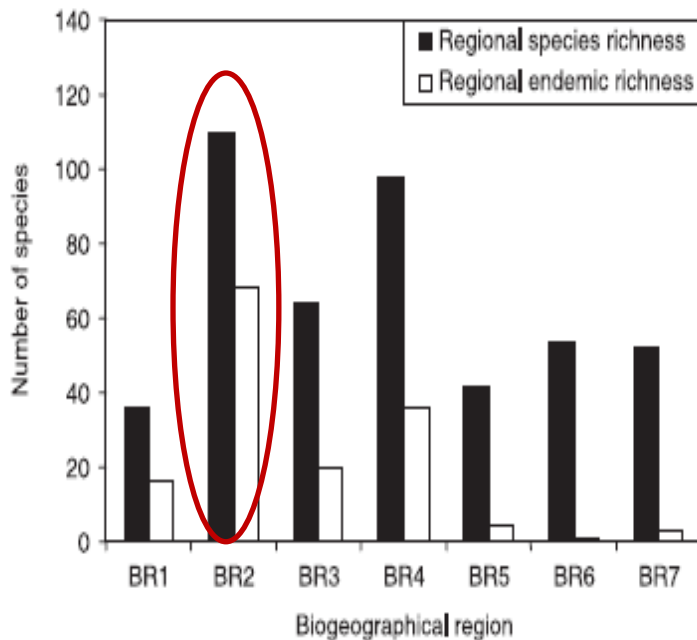 140
Regional species richness
Regional endemic richness
120
100
80
60
40
20
0
Number of species
BR1 BR2 BR3 BR4 BR5 BR6 BR7
Biogeographical region